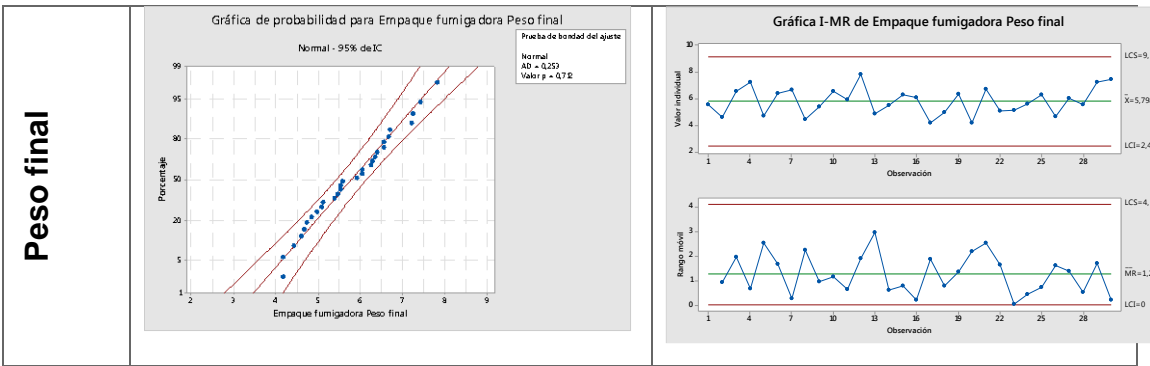 Peso final
Gráfica de probabilidad para Empaque fumigadora Peso final
Normal - 95% de IC
Prueba de bondad del ajuste
Normal
AD = 0,253
Valor p = 0,712
99
95
80
50
20
5
1
Porcentaje
2 3 4 5 6 7 8 9
Empaque fumigadora Peso final
Gráfica I-MR de Empaque fumigadora Peso final
10
8
6
4
2
Valor individual
LCS=9,
X=5,79
LCI=2,4
1 4 7 10 13 16 19 22 25 28
Observación
4
3
2
1
0
Rango móvil
LCS=4,
MR=1,2
LCI=0
1 4 7 10 13 16 19 22 25 28
Observación